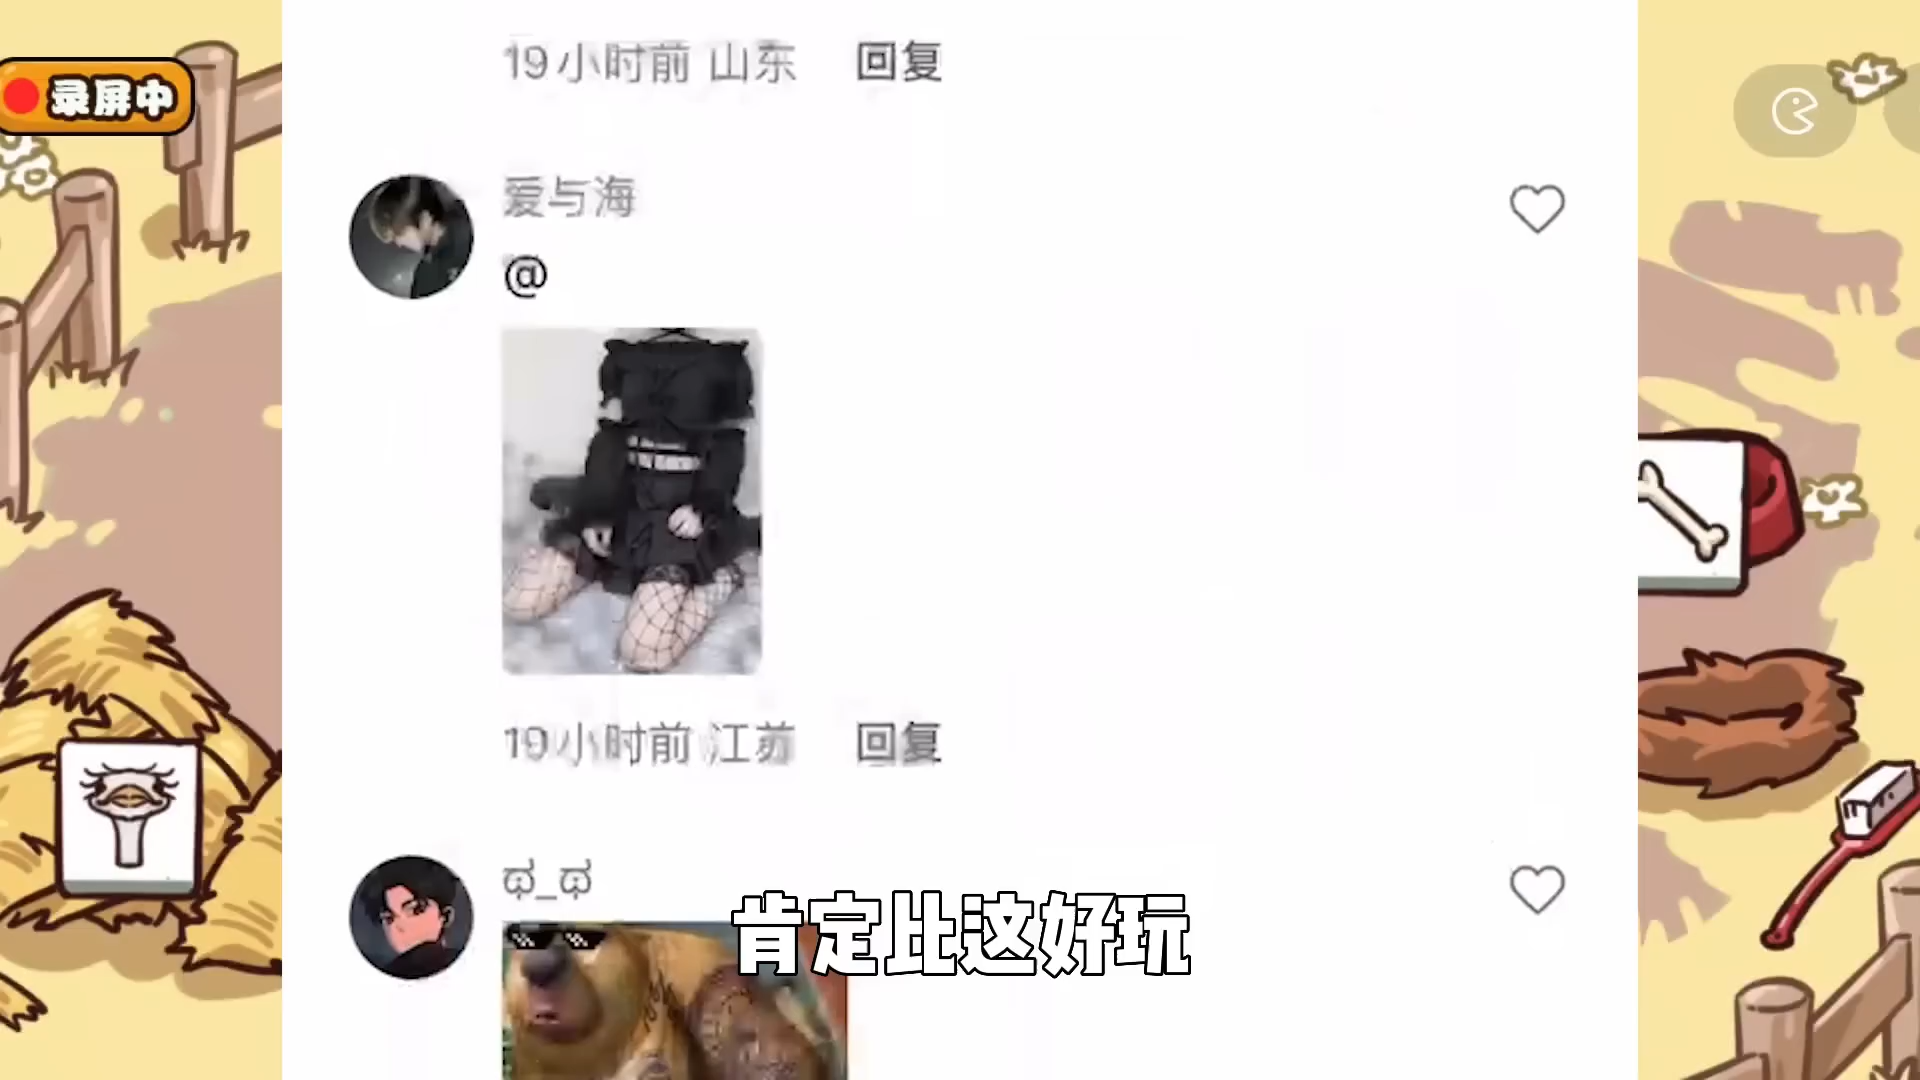 19小时前 山东 回复
录屏中
爱与海
@
19小时前 江苏 回复
ಥ_ಥ
肯定比这好玩